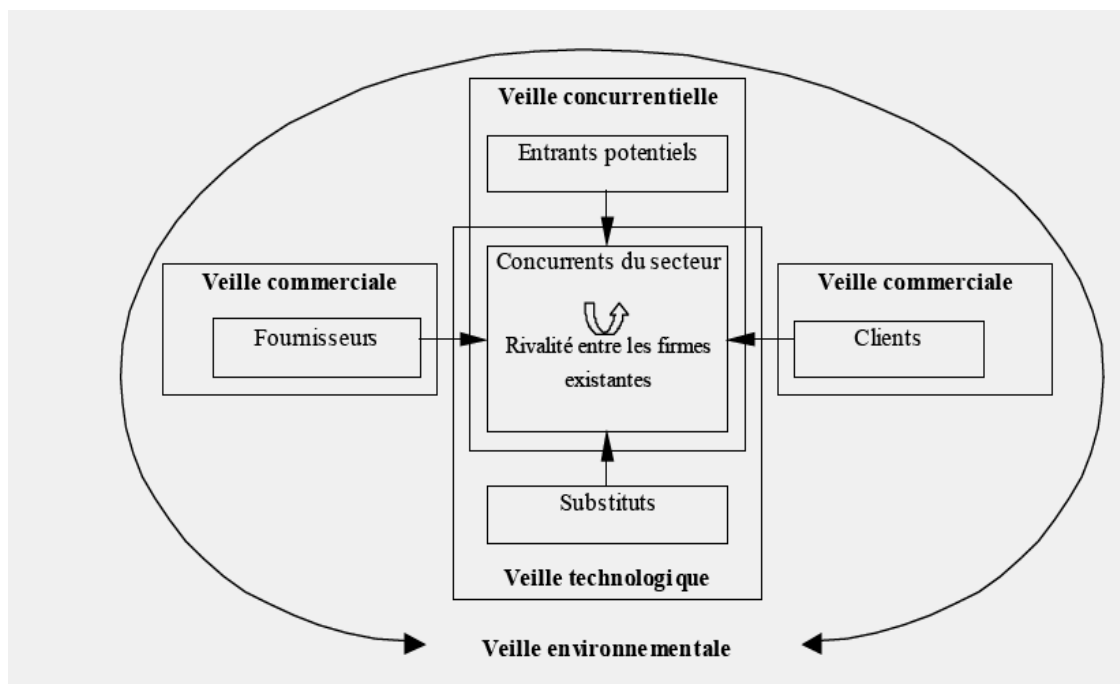 Veille concurrentielle
Entrants potentiels
Concurrents du secteur
Veille commerciale
Veille commerciale
Fournisseurs
Rivalité entre les firmes
existantes
Clients
Substituts
Veille technologique
Veille environnementale